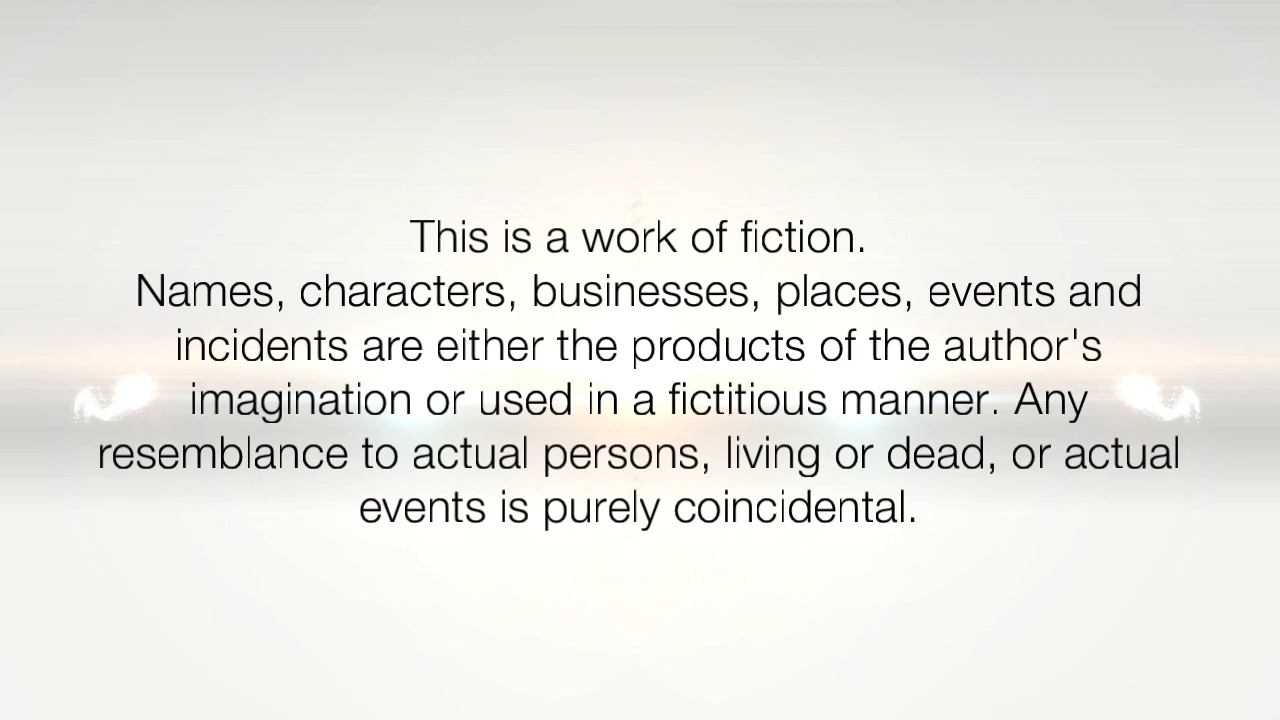 This is a work of fiction.
Names, characters, businesses, places, events and
incidents are either the products of the author's
imagination or used in a fictitious manner. Any
resemblance to actual persons, living or dead, or actual
events is purely coincidental.